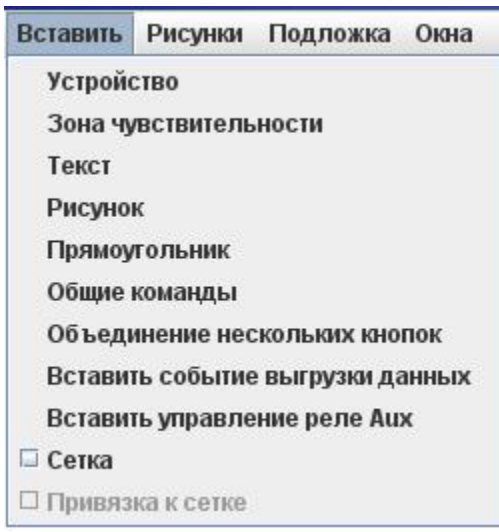 Вставить Рисунки Подложка Окна
Устройство
Зона чувствительности
Текст
Рисунок
Прямоугольник
Общие команды
Объединение нескольких кнопок
Вставить событие выгрузки данных
Вставить управление реле Aux
Сетка
Привязка к сетке